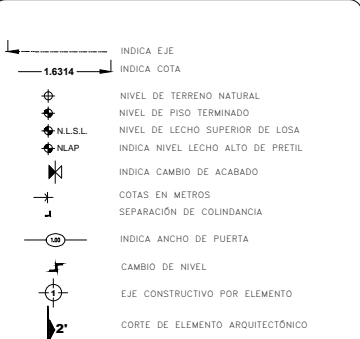 INDICA EJE
1.6314 INDICA COTA
NIVEL DE TERRENO NATURAL
NIVEL DE PISO TERMINADO
N.L.S.L. NIVEL DE LECHO SUPERIOR DE LOSA
NLAP INDICA NIVEL LECHO ALTO DE PRETIL
INDICA CAMBIO DE ACABADO
COTAS EN METROS
SEPARACIÓN DE COLINDANCIA
1.00 INDICA ANCHO DE PUERTA
CAMBIO DE NIVEL
1 EJE CONSTRUCTIVO POR ELEMENTO
2' CORTE DE ELEMENTO ARQUITECTÓNICO